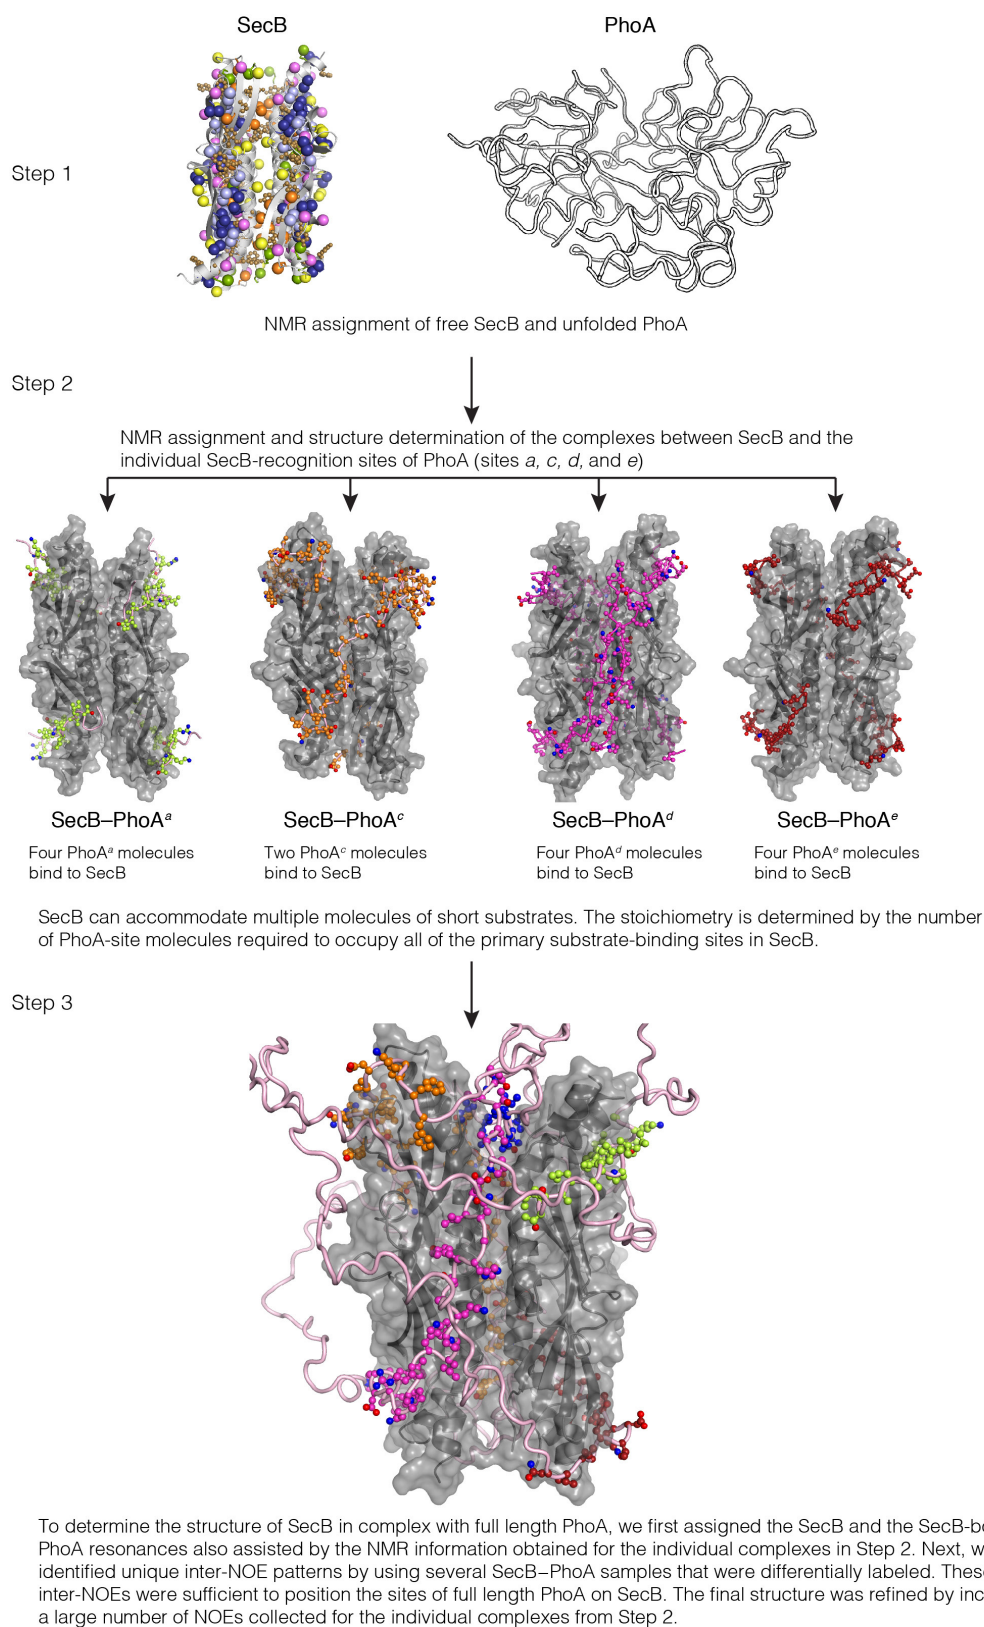 SecB
PhoA
Step 1
NMR assignment of free SecB and unfolded PhoA
Step 2
NMR assignment and structure determination of the complexes between SecB and the
individual SecB-recognition sites of PhoA (sites a, c, d, and e)
SecB–PhoAᵃ
SecB–PhoAᶜ
SecB–PhoAᵈ
SecB–PhoAᵉ
Four PhoAᵃ molecules
bind to SecB
Two PhoAᶜ molecules
bind to SecB
Four PhoAᵈ molecules
bind to SecB
Four PhoAᵉ molecules
bind to SecB
SecB can accommodate multiple molecules of short substrates. The stoichiometry is determined by the number
of PhoA-site molecules required to occupy all of the primary substrate-binding sites in SecB.
Step 3
To determine the structure of SecB in complex with full length PhoA, we first assigned the SecB and the
PhoA resonances also assisted by the NMR information obtained for the individual complexes in Step 2. Next,
identified unique inter-NOE patterns by using several SecB–PhoA samples that were differentially labeled. These
inter-NOEs were sufficient to position the sites of full length PhoA on SecB. The final structure was refined by
a large number of NOEs collected for the individual complexes from Step 2.